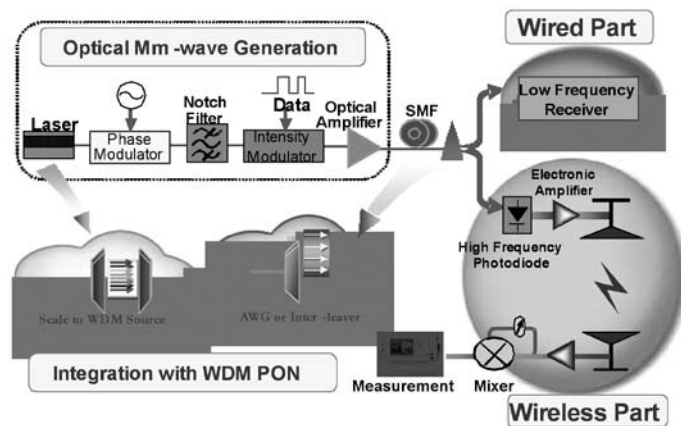 Optical Mm -wave Generation
Wired Part
Laser
Phase
Modulator
Notch
Filter
Data
Intensity
Modulator
Optical
Amplifier
SMF
Low Frequency
Receiver
Electronic
Amplifier
High Frequency
Photodiode
Scale to WDM Source
AWG or Inter -leaver
Integration with WDM PON
Measurement
Mixer
Wireless Part